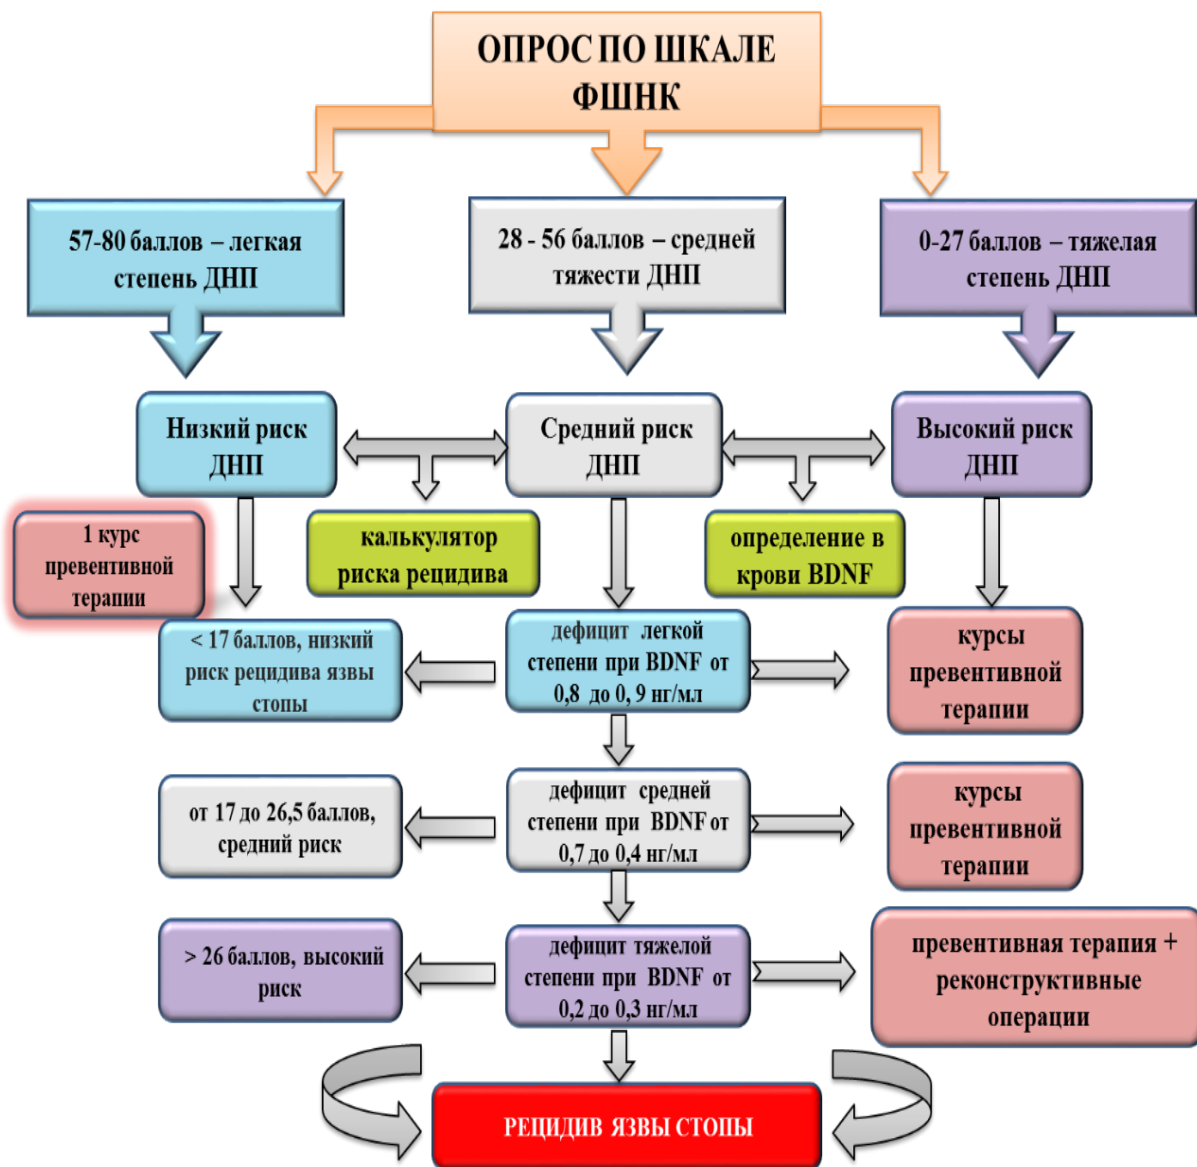 ОПРОС ПО ШКАЛЕ
ФШНК
57-80 баллов – легкая
степень ДНП
28 - 56 баллов – средней
тяжести ДНП
0-27 баллов – тяжелая
степень ДНП
Низкий риск
ДНП
Средний риск
ДНП
Высокий риск
ДНП
1 курс
превентивной
терапии
калькулятор
риска рецидива
определение в
крови BDNF
< 17 баллов, низкий
риск рецидива язвы
стопы
дефицит легкой
степени при BDNF от
0,8 до 0, 9 нг/мл
курсы
превентивной
терапии
от 17 до 26,5 баллов,
средний риск
дефицит средней
степени при BDNF от
0,7 до 0,4 нг/мл
курсы
превентивной
терапии
> 26 баллов, высокий
риск
дефицит тяжелой
степени при BDNF от
0,2 до 0,3 нг/мл
превентивная терапия +
реконструктивные
операции
РЕЦИДИВ ЯЗВЫ СТОПЫ